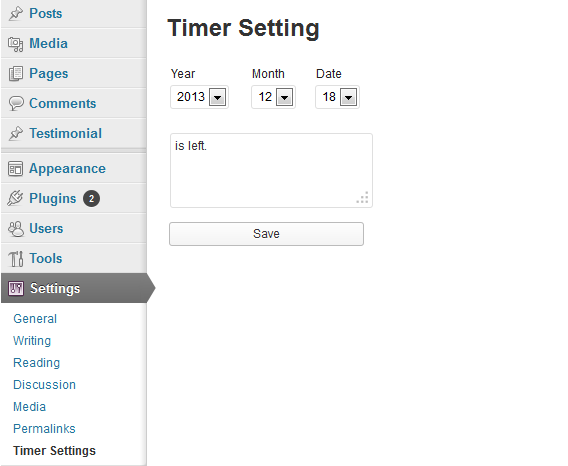 Posts
Media
Pages
Comments
Testimonial
Appearance
Plugins 2
Users
Tools
Settings
General
Writing
Reading
Discussion
Media
Permalinks
Timer Settings
Timer Setting
Year Month Date
2013 12 18
is left.
Save